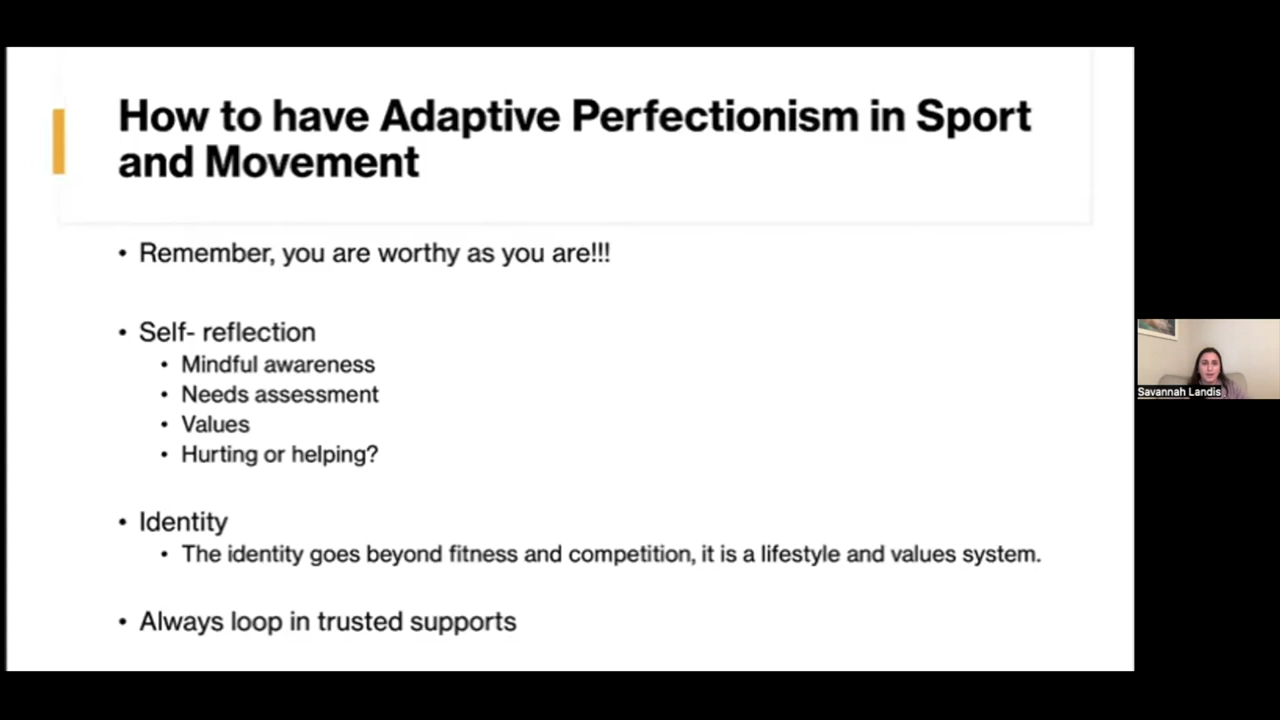 How to have Adaptive Perfectionism in Sport
and Movement
• Remember, you are worthy as you are!!!
• Self- reflection
• Mindful awareness
• Needs assessment
• Values
• Hurting or helping?
• Identity
• The identity goes beyond fitness and competition, it is a lifestyle and values system.
• Always loop in trusted supports
Savannah Landis